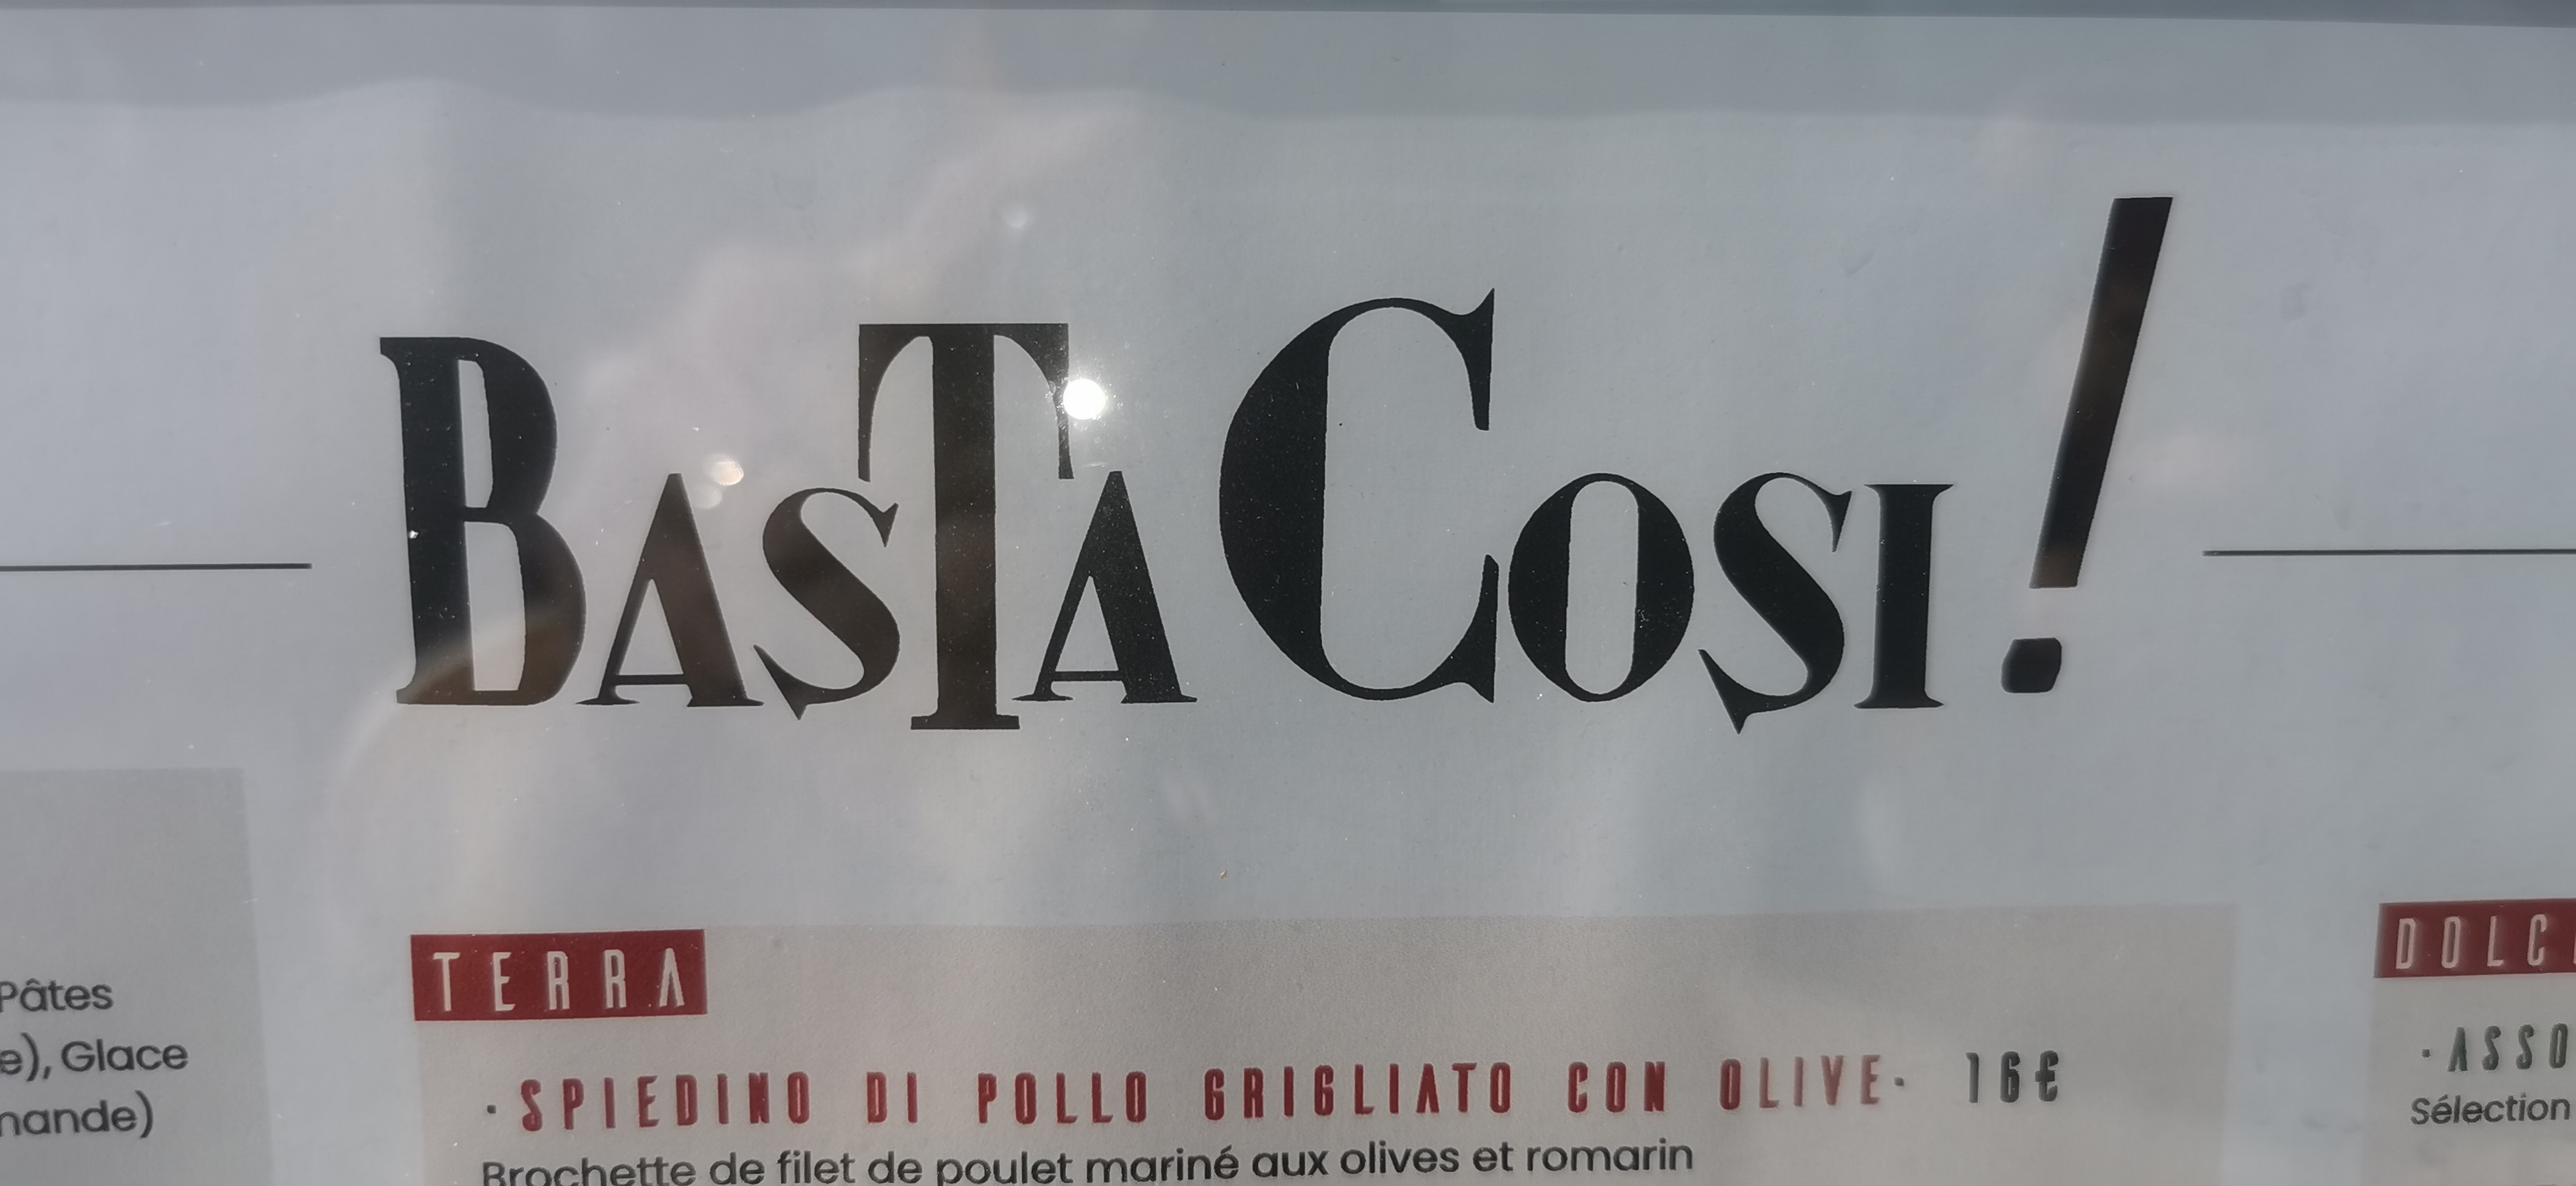 BASTA COSI!
Pâtes
e), Glace
mande)
TERRA
·SPIEDINO DI POLLO GRIGLIATO CON OLIVE· 16€
Brochette de filet de poulet mariné aux olives et romarin
DOLC
·ASSO
Sélection